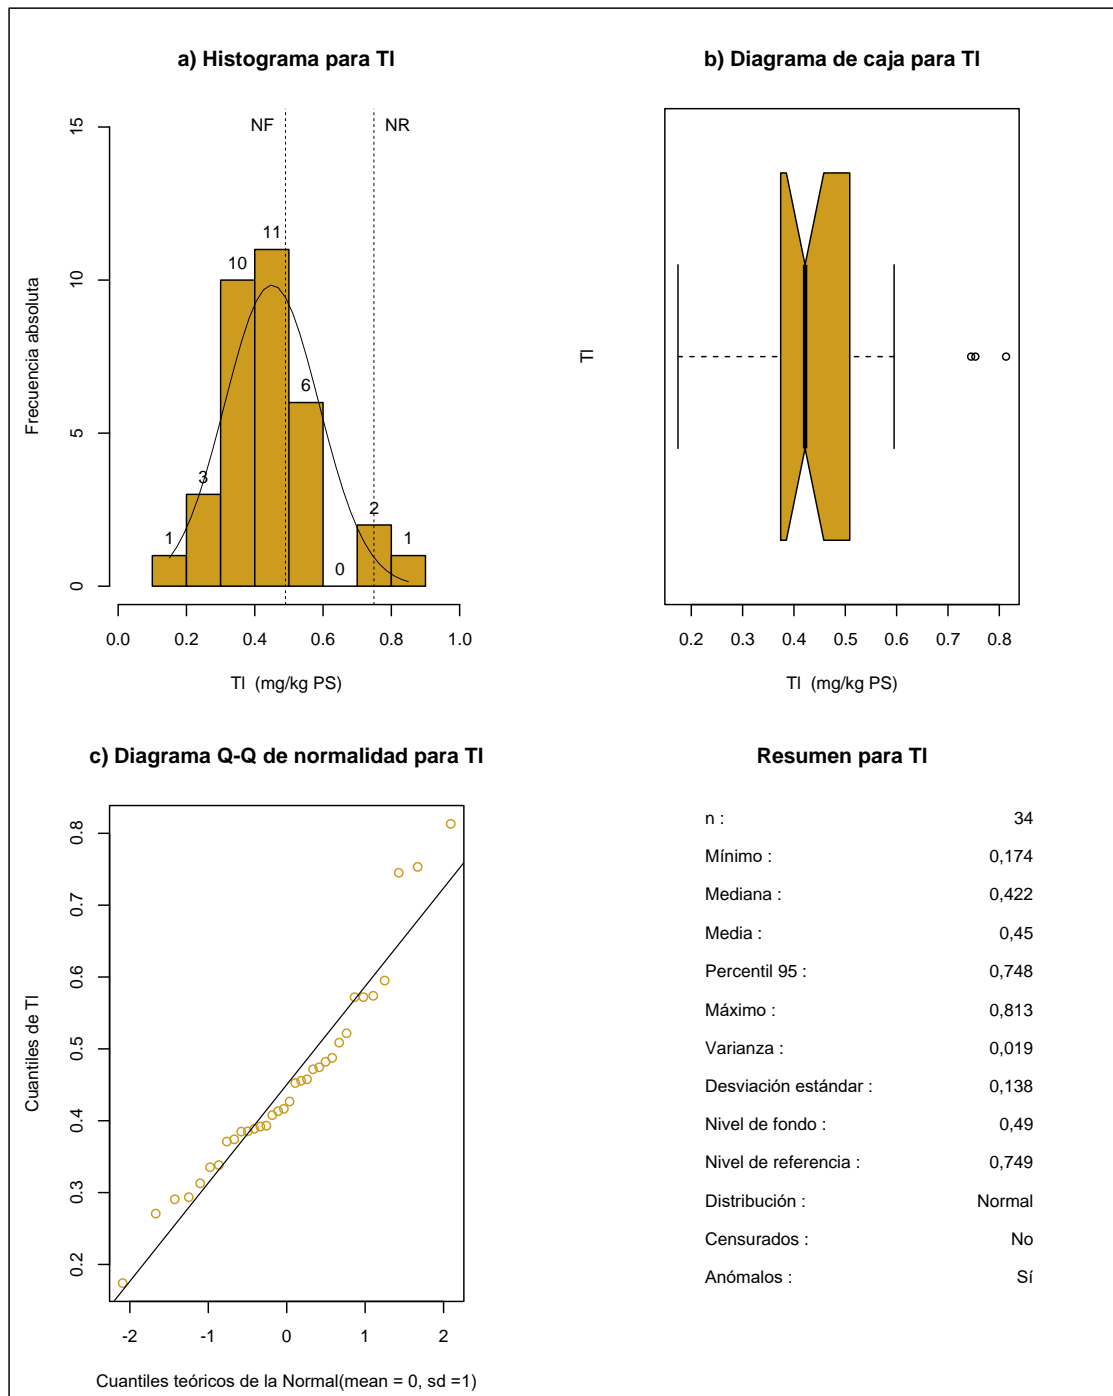 a) Histograma para Tl
NF
NR
15
10
5
0
Frecuencia absoluta
1
3
10
11
6
0
2
1
0.0 0.2 0.4 0.6 0.8 1.0
Tl (mg/kg PS)
b) Diagrama de caja para Tl
Tl
0.2 0.3 0.4 0.5 0.6 0.7 0.8
Tl (mg/kg PS)
c) Diagrama Q-Q de normalidad para Tl
Cuantiles de Tl
0.8
0.7
0.6
0.5
0.4
0.3
0.2
-2 -1 0 1 2
Cuantiles teóricos de la Normal(mean = 0, sd =1)
Resumen para Tl
n : 34
Mínimo : 0,174
Mediana : 0,422
Media : 0,45
Percentil 95 : 0,748
Máximo : 0,813
Varianza : 0,019
Desviación estándar : 0,138
Nivel de fondo : 0,49
Nivel de referencia : 0,749
Distribución : Normal
Censurados : No
Anómalos : Sí